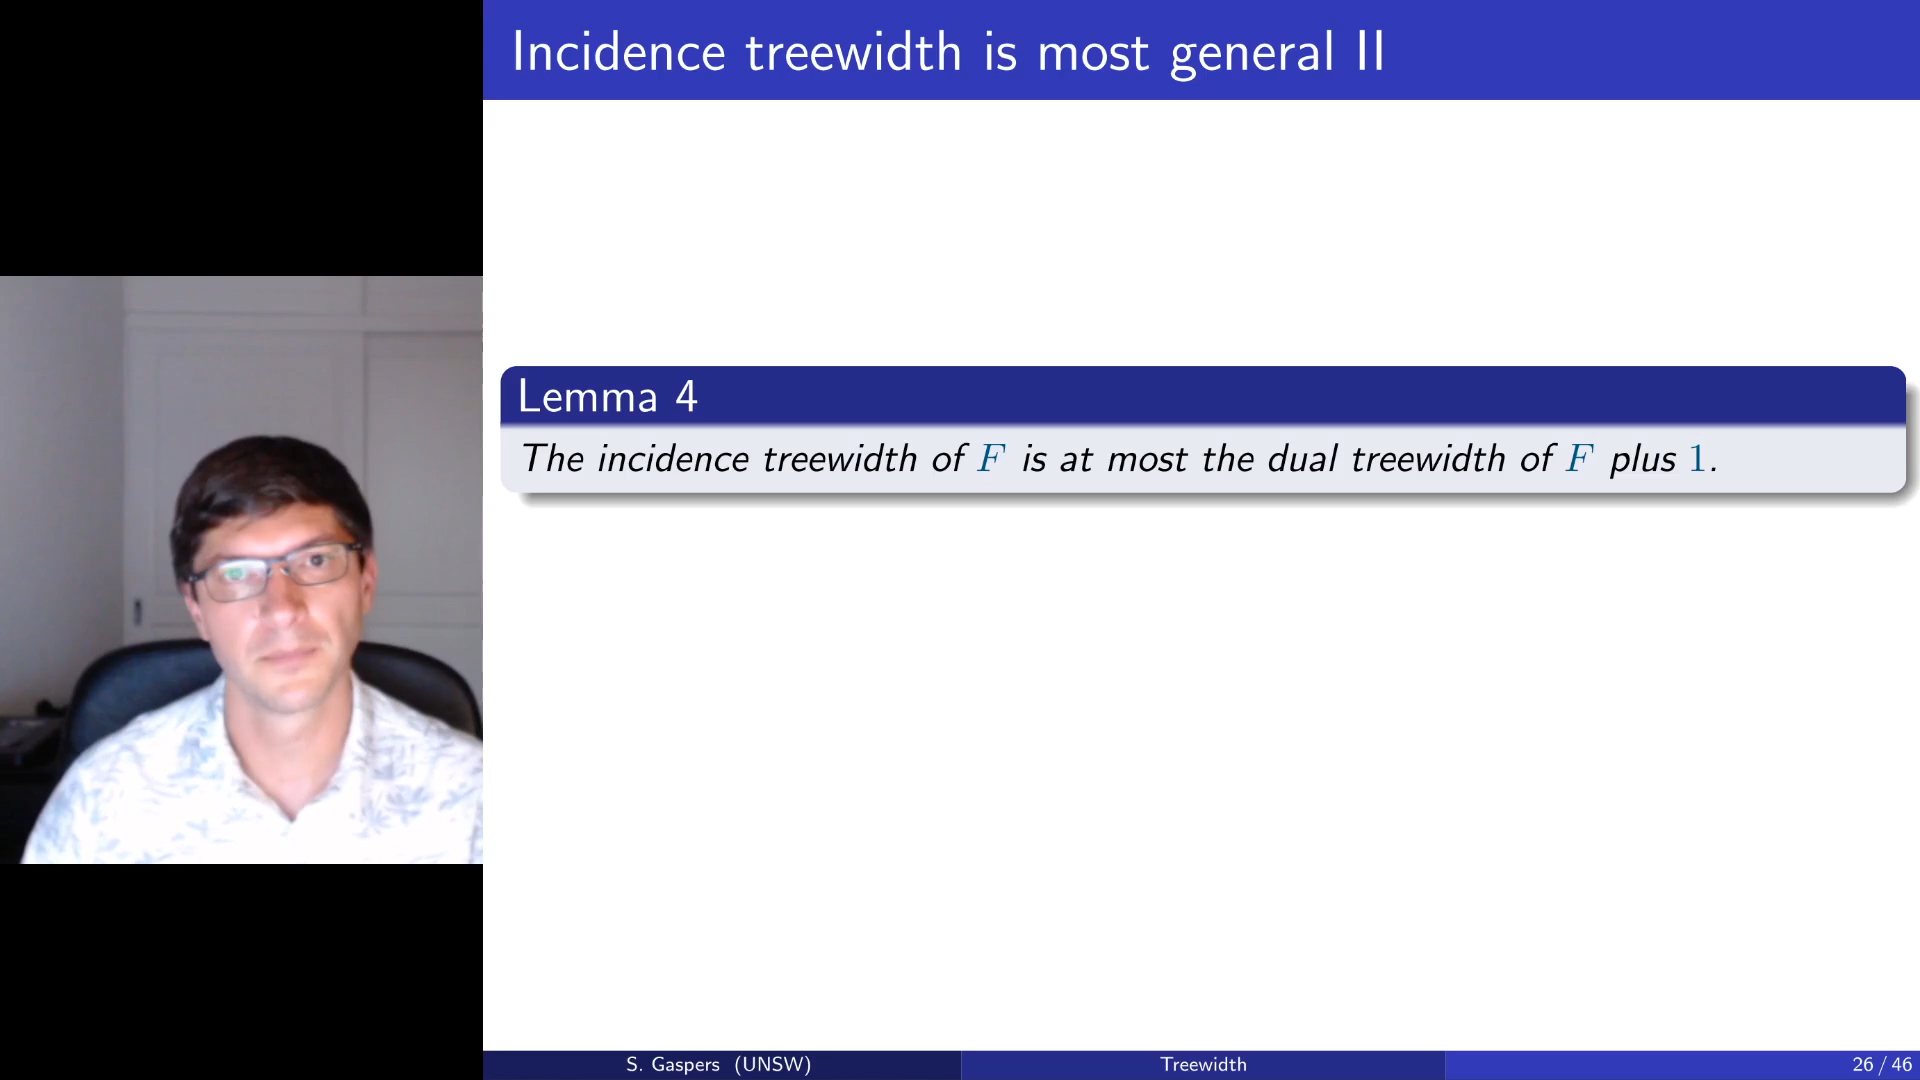 Incidence treewidth is most general II
Lemma 4
The incidence treewidth of F is at most the dual treewidth of F plus 1.
S. Gaspers (UNSW)
Treewidth
26 / 46